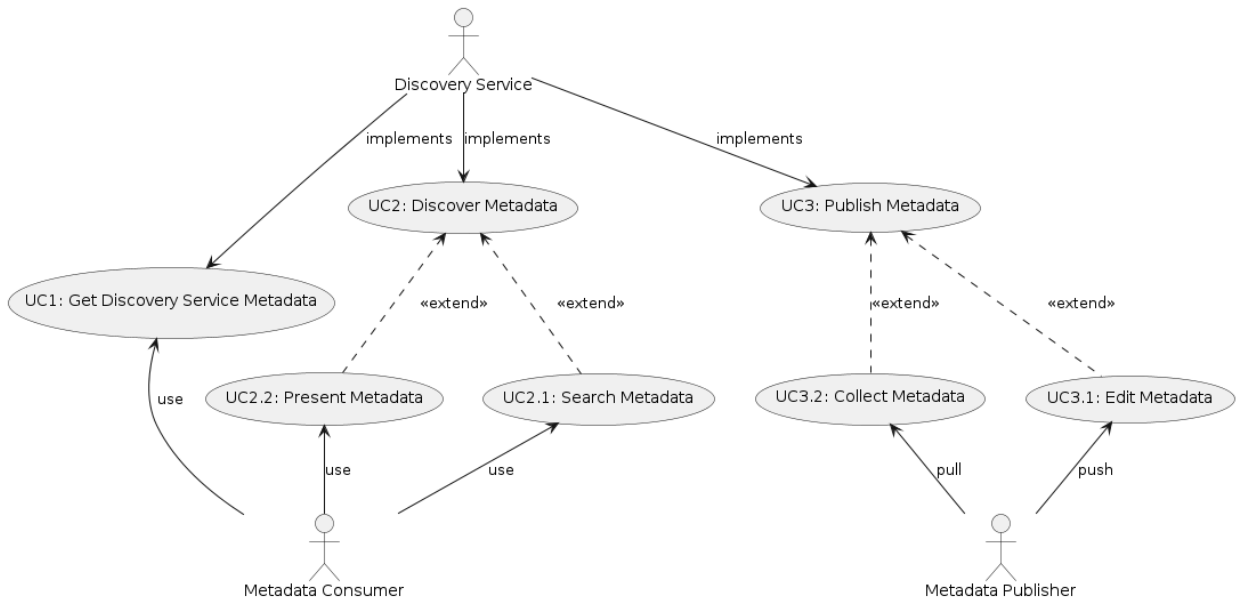 Discovery Service
implements
implements
implements
UC2: Discover Metadata
UC3: Publish Metadata
UC1: Get Discovery Service Metadata
«extend»
«extend»
«extend»
«extend»
UC2.2: Present Metadata
UC2.1: Search Metadata
UC3.2: Collect Metadata
UC3.1: Edit Metadata
use
use
use
pull
push
Metadata Consumer
Metadata Publisher